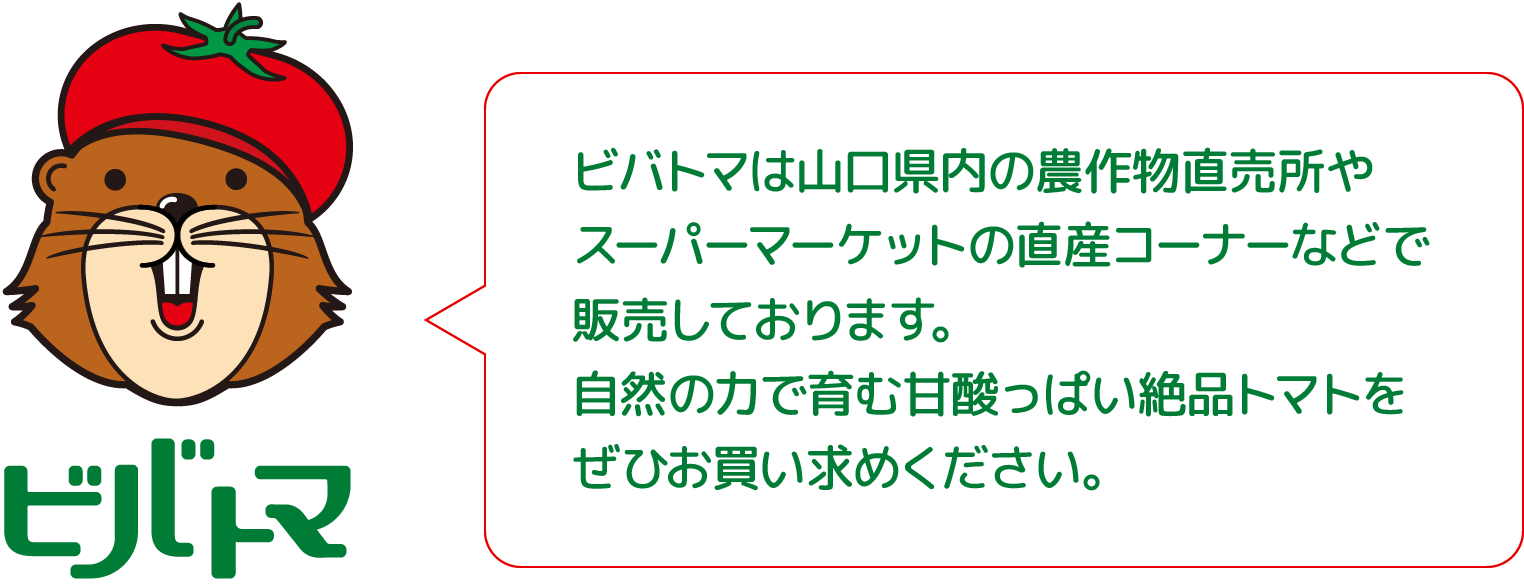 ビバトマは山口県内の農作物直売所や
スーパーマーケットの直産コーナーなどで
販売しております。
自然の力で育む甘酸っぱい絶品トマトを
ぜひお買い求めください。
ビバトマ